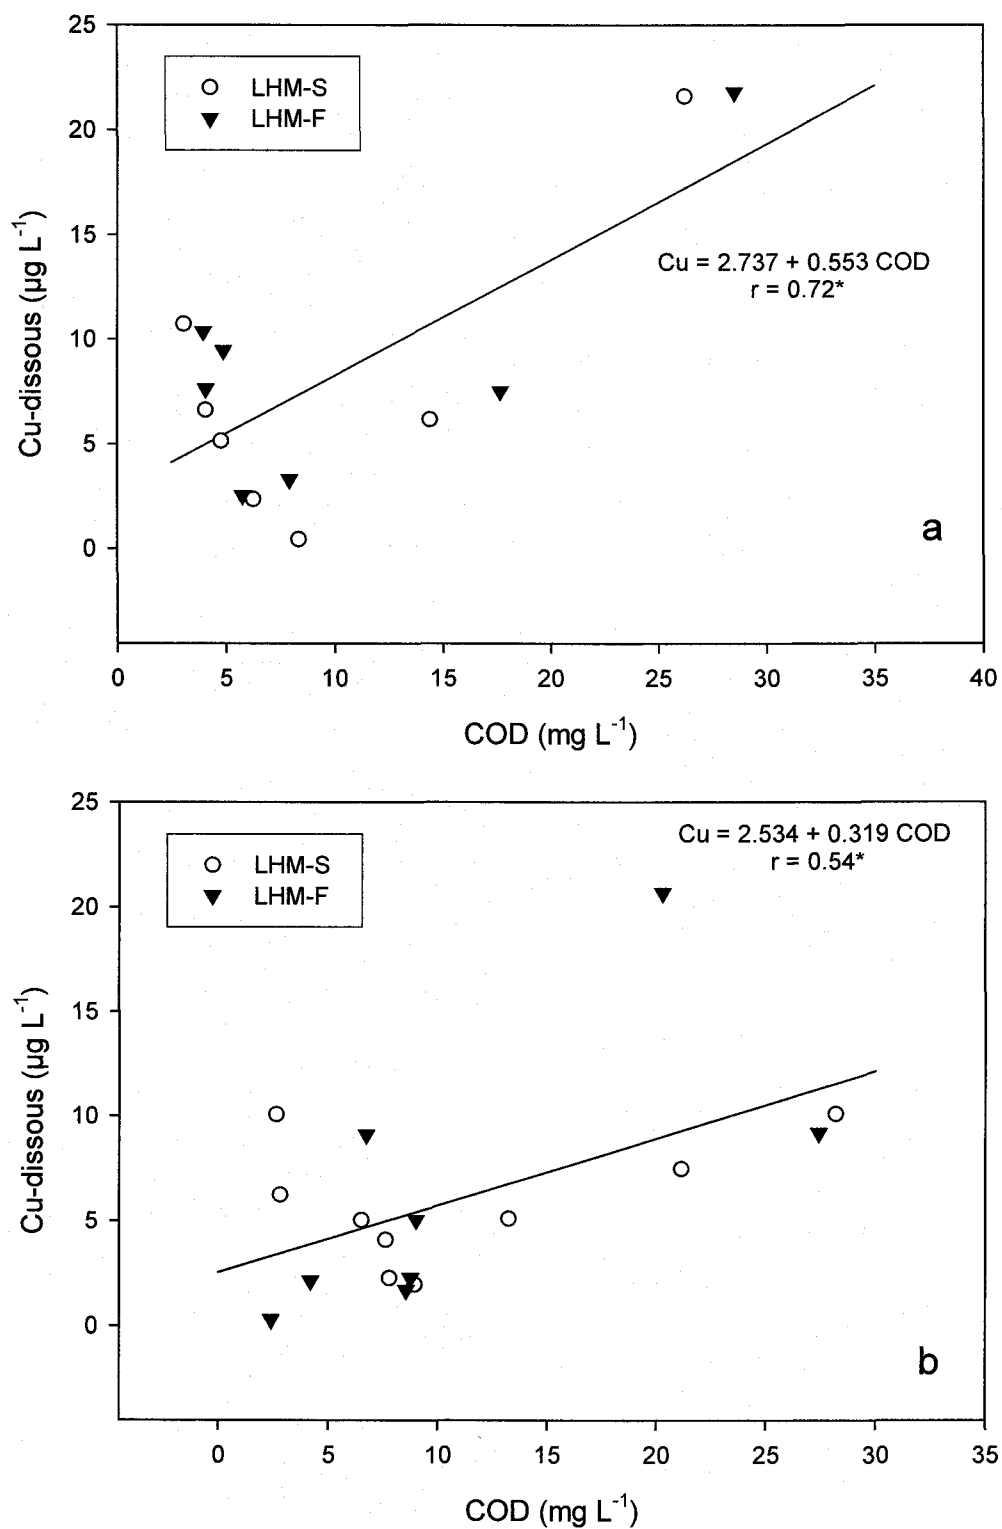 25
20
15
10
5
0
Cu-dissous (µg L⁻¹)
LHM-S
LHM-F
Cu = 2.737 + 0.553 COD
r = 0.72*
a
0 5 10 15 20 25 30 35 40
COD (mg L⁻¹)
25
20
15
10
5
0
Cu-dissous (µg L⁻¹)
LHM-S
LHM-F
Cu = 2.534 + 0.319 COD
r = 0.54*
b
0 5 10 15 20 25 30 35
COD (mg L⁻¹)